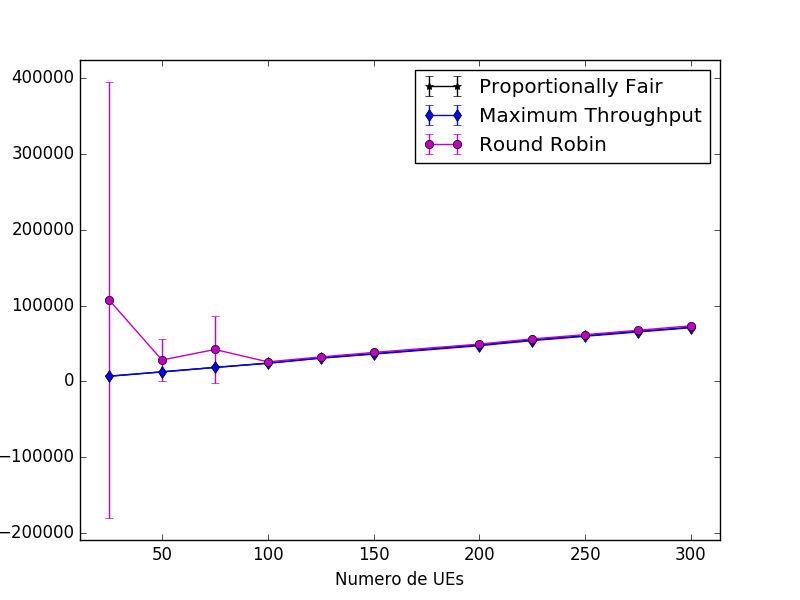 400000
300000
200000
100000
0
−100000
−200000
Proportionally Fair
Maximum Throughput
Round Robin
50 100 150 200 250 300
Numero de UEs